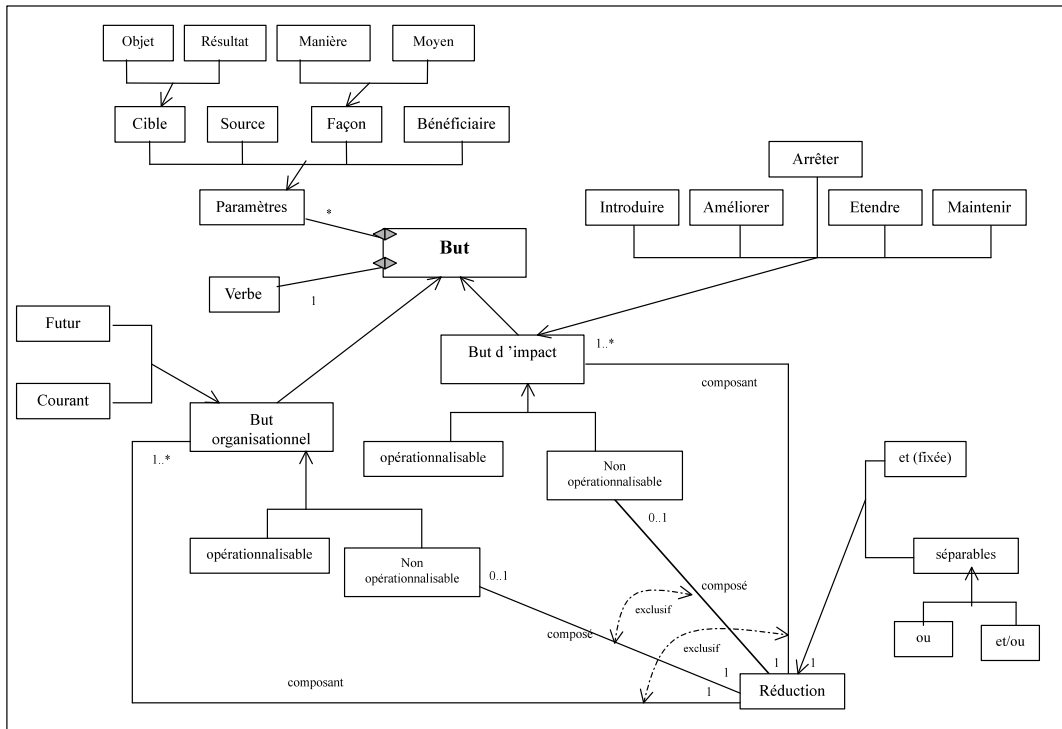 Objet
Résultat
Manière
Moyen
Cible
Source
Façon
Bénéficiaire
Arrêter
Introduire
Améliorer
Etendre
Maintenir
Paramètres
*
But
Verbe
1
Futur
Courant
But d ’impact
1..*
composant
But
organisationnel
1..*
opérationnalisable
Non
opérationnalisable
0..1
et (fixée)
séparables
ou
et/ou
opérationnalisable
Non
opérationnalisable
0..1
composé
exclusif
composé
exclusif
composant
1
1
1
1
Réduction